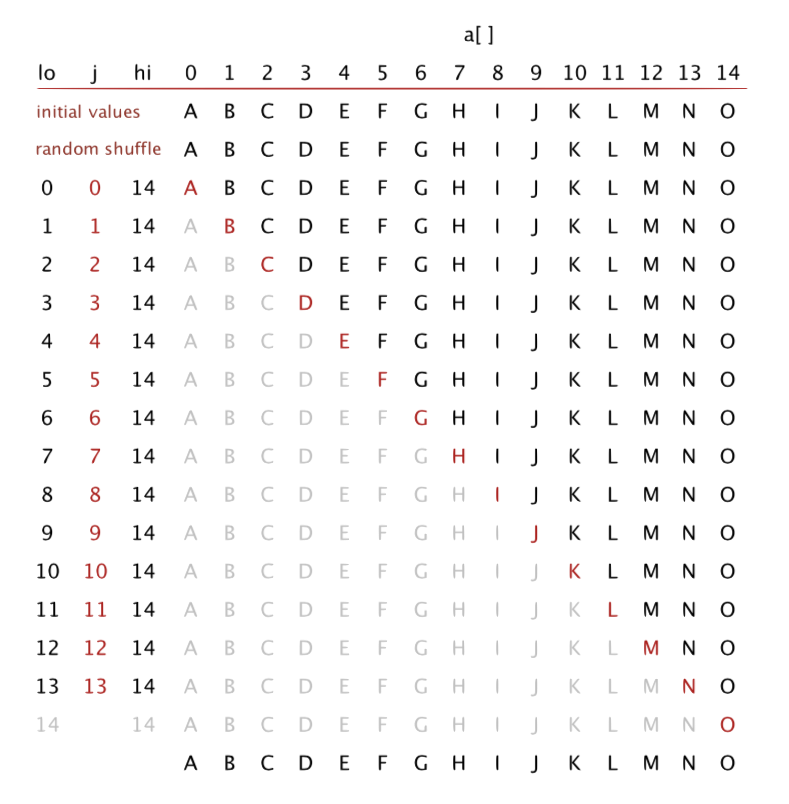 a[ ]
lo j hi 0 1 2 3 4 5 6 7 8 9 10 11 12 13 14
initial values A B C D E F G H I J K L M N O
random shuffle A B C D E F G H I J K L M N O
0 0 14 A B C D E F G H I J K L M N O
1 1 14 A B C D E F G H I J K L M N O
2 2 14 A B C D E F G H I J K L M N O
3 3 14 A B C D E F G H I J K L M N O
4 4 14 A B C D E F G H I J K L M N O
5 5 14 A B C D E F G H I J K L M N O
6 6 14 A B C D E F G H I J K L M N O
7 7 14 A B C D E F G H I J K L M N O
8 8 14 A B C D E F G H I J K L M N O
9 9 14 A B C D E F G H I J K L M N O
10 10 14 A B C D E F G H I J K L M N O
11 11 14 A B C D E F G H I J K L M N O
12 12 14 A B C D E F G H I J K L M N O
13 13 14 A B C D E F G H I J K L M N O
14 14 A B C D E F G H I J K L M N O
A B C D E F G H I J K L M N O